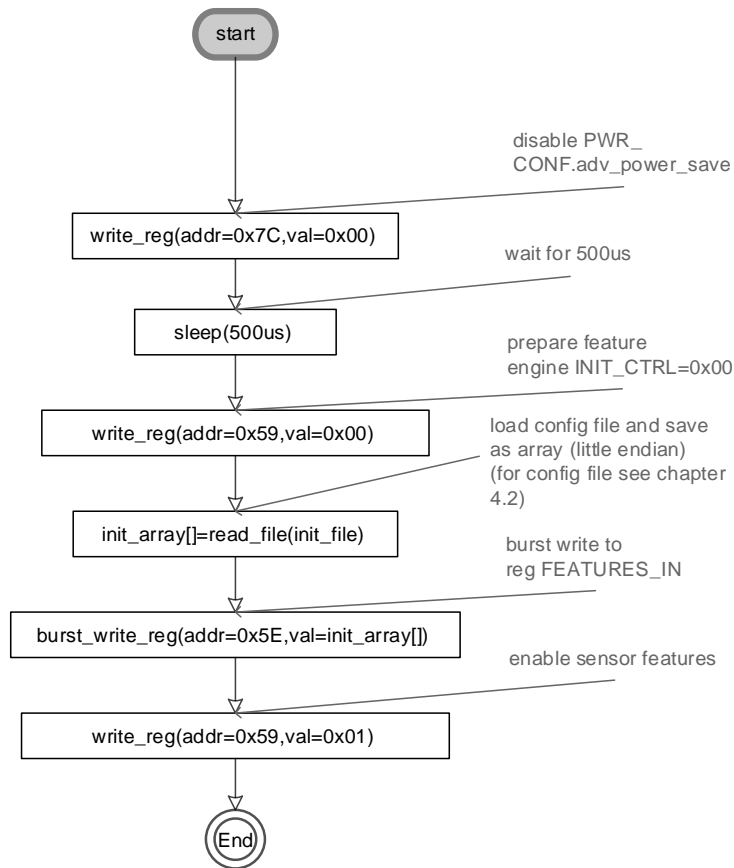 start
disable PWR_
CONF.adv_power_save
write_reg(addr=0x7C,val=0x00)
wait for 500us
sleep(500us)
prepare feature
engine INIT_CTRL=0x00
write_reg(addr=0x59,val=0x00)
load config file and save
as array (little endian)
(for config file see chapter
4.2)
init_array[]=read_file(init_file)
burst write to
reg FEATURES_IN
burst_write_reg(addr=0x5E,val=init_array[])
enable sensor features
write_reg(addr=0x59,val=0x01)
End